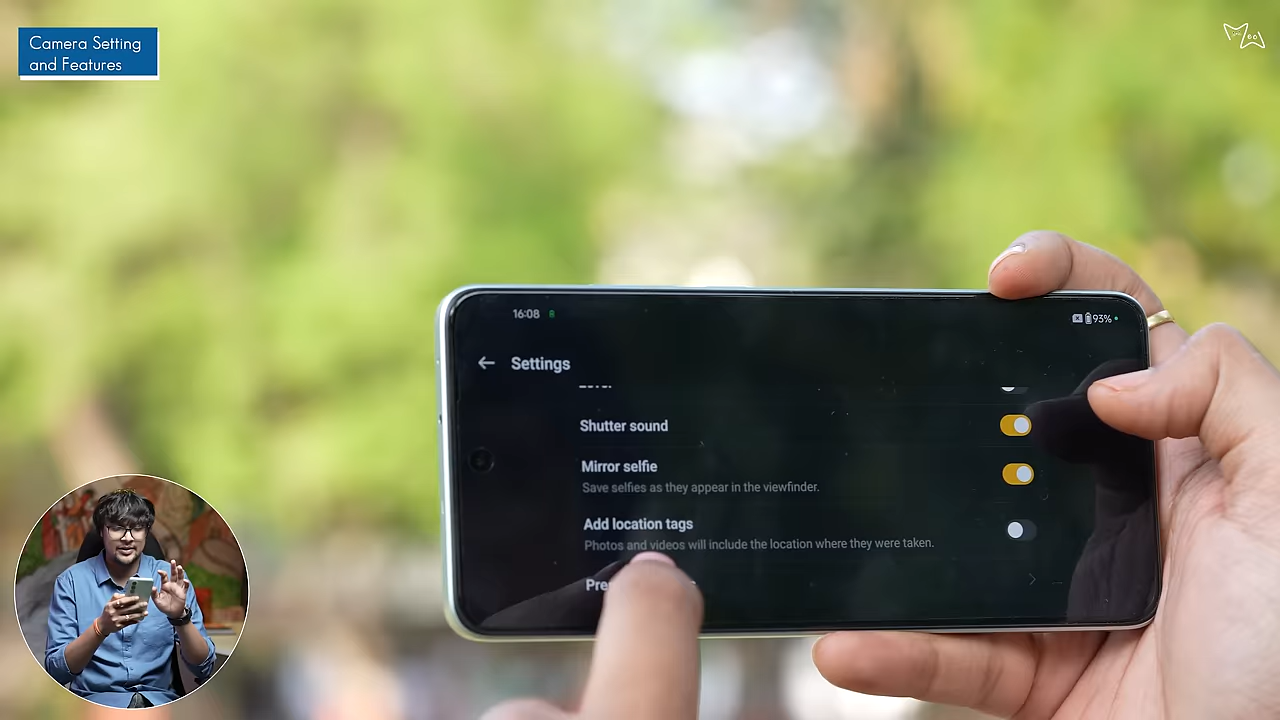 Camera Setting
and Features
16:08
93%
Settings
Shutter sound
Mirror selfie
Save selfies as they appear in the viewfinder.
Add location tags
Photos and videos will include the location where they were taken.